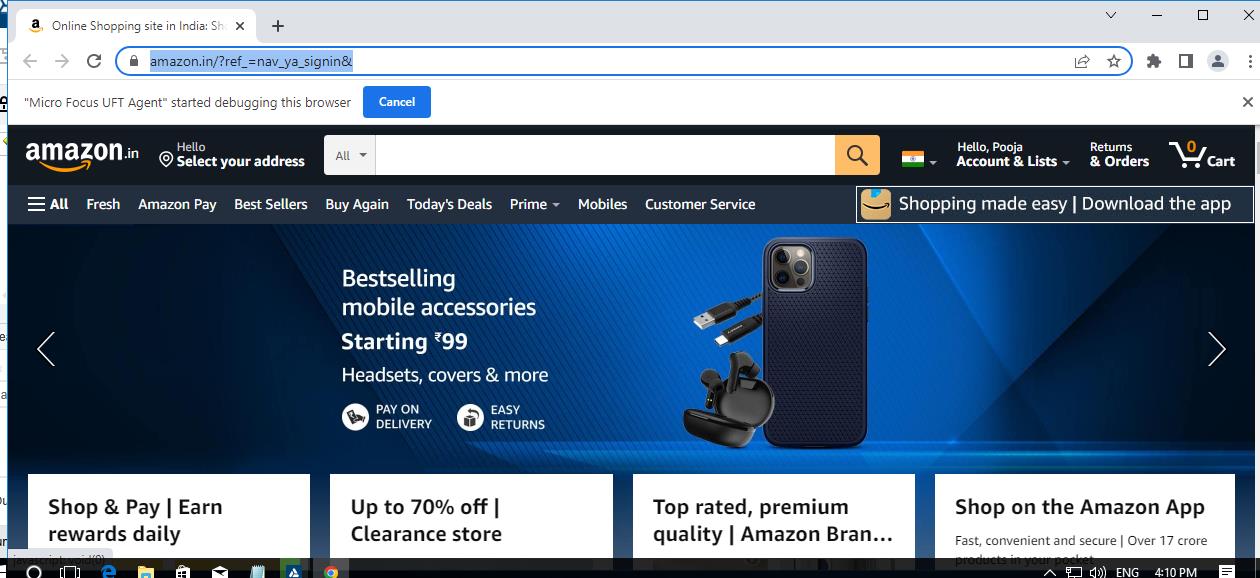 Online Shopping site in India: Sh
amazon.in/?ref_=nav_ya_signin&
"Micro Focus UFT Agent" started debugging this browser
Cancel
amazon.in
Hello
Select your address
All
Hello, Pooja
Account & Lists
Returns
& Orders
0
Cart
All
Fresh
Amazon Pay
Best Sellers
Buy Again
Today's Deals
Prime
Mobiles
Customer Service
Shopping made easy | Download the app
Bestselling
mobile accessories
Starting ₹99
Headsets, covers & more
PAY ON
DELIVERY
EASY
RETURNS
Shop & Pay | Earn
rewards daily
Up to 70% off |
Clearance store
Top rated, premium
quality | Amazon Bran...
Shop on the Amazon App
Fast, convenient and secure | Over 17 crore
products in your pocket
javascript:void(0)
ENG
4:10 PM